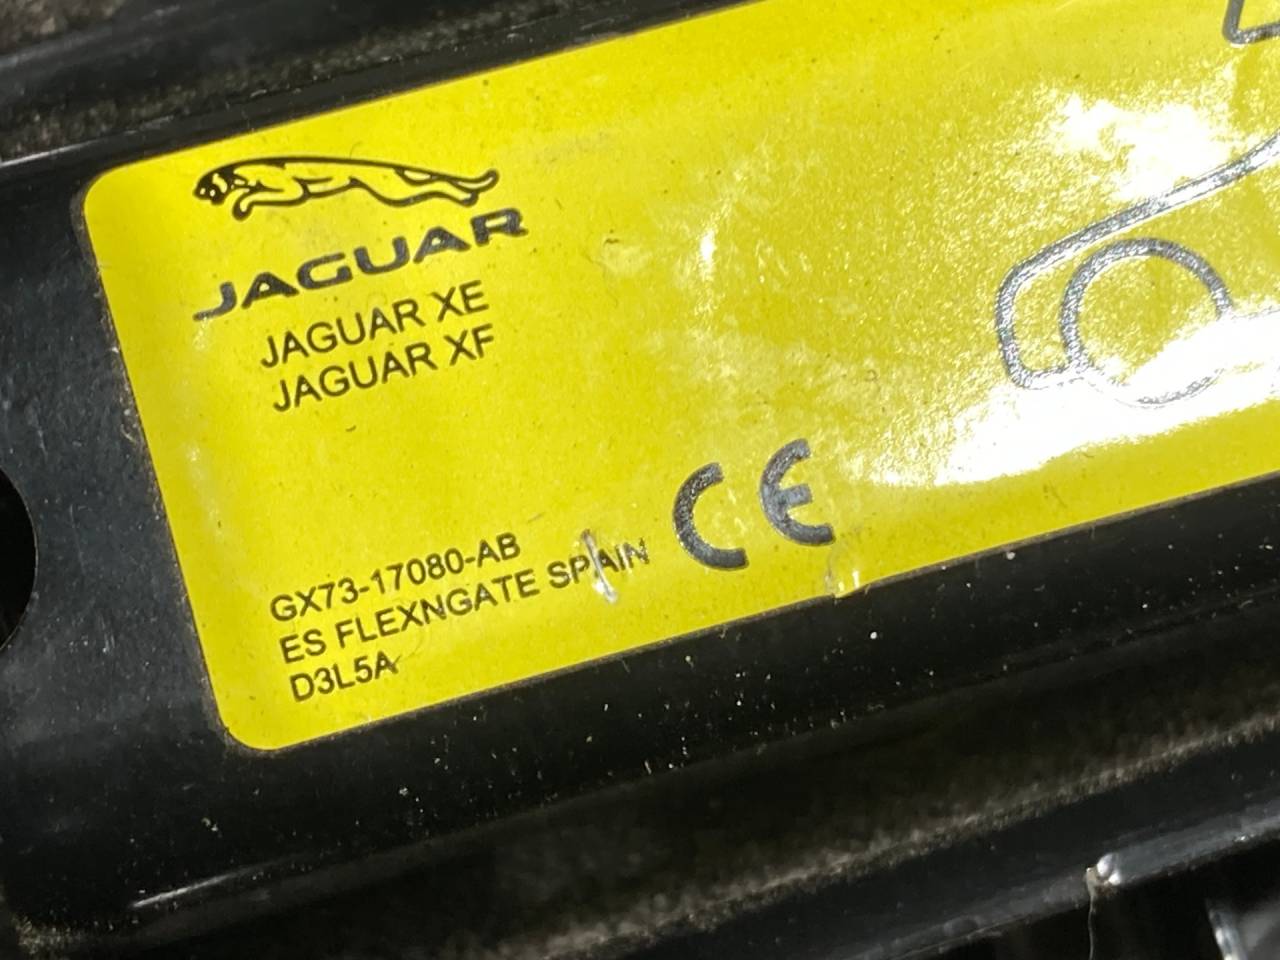 JAGUAR
JAGUAR XE
JAGUAR XF
GX73-17080-AB
ES FLEXNGATE SPAIN
D3L5A
CE